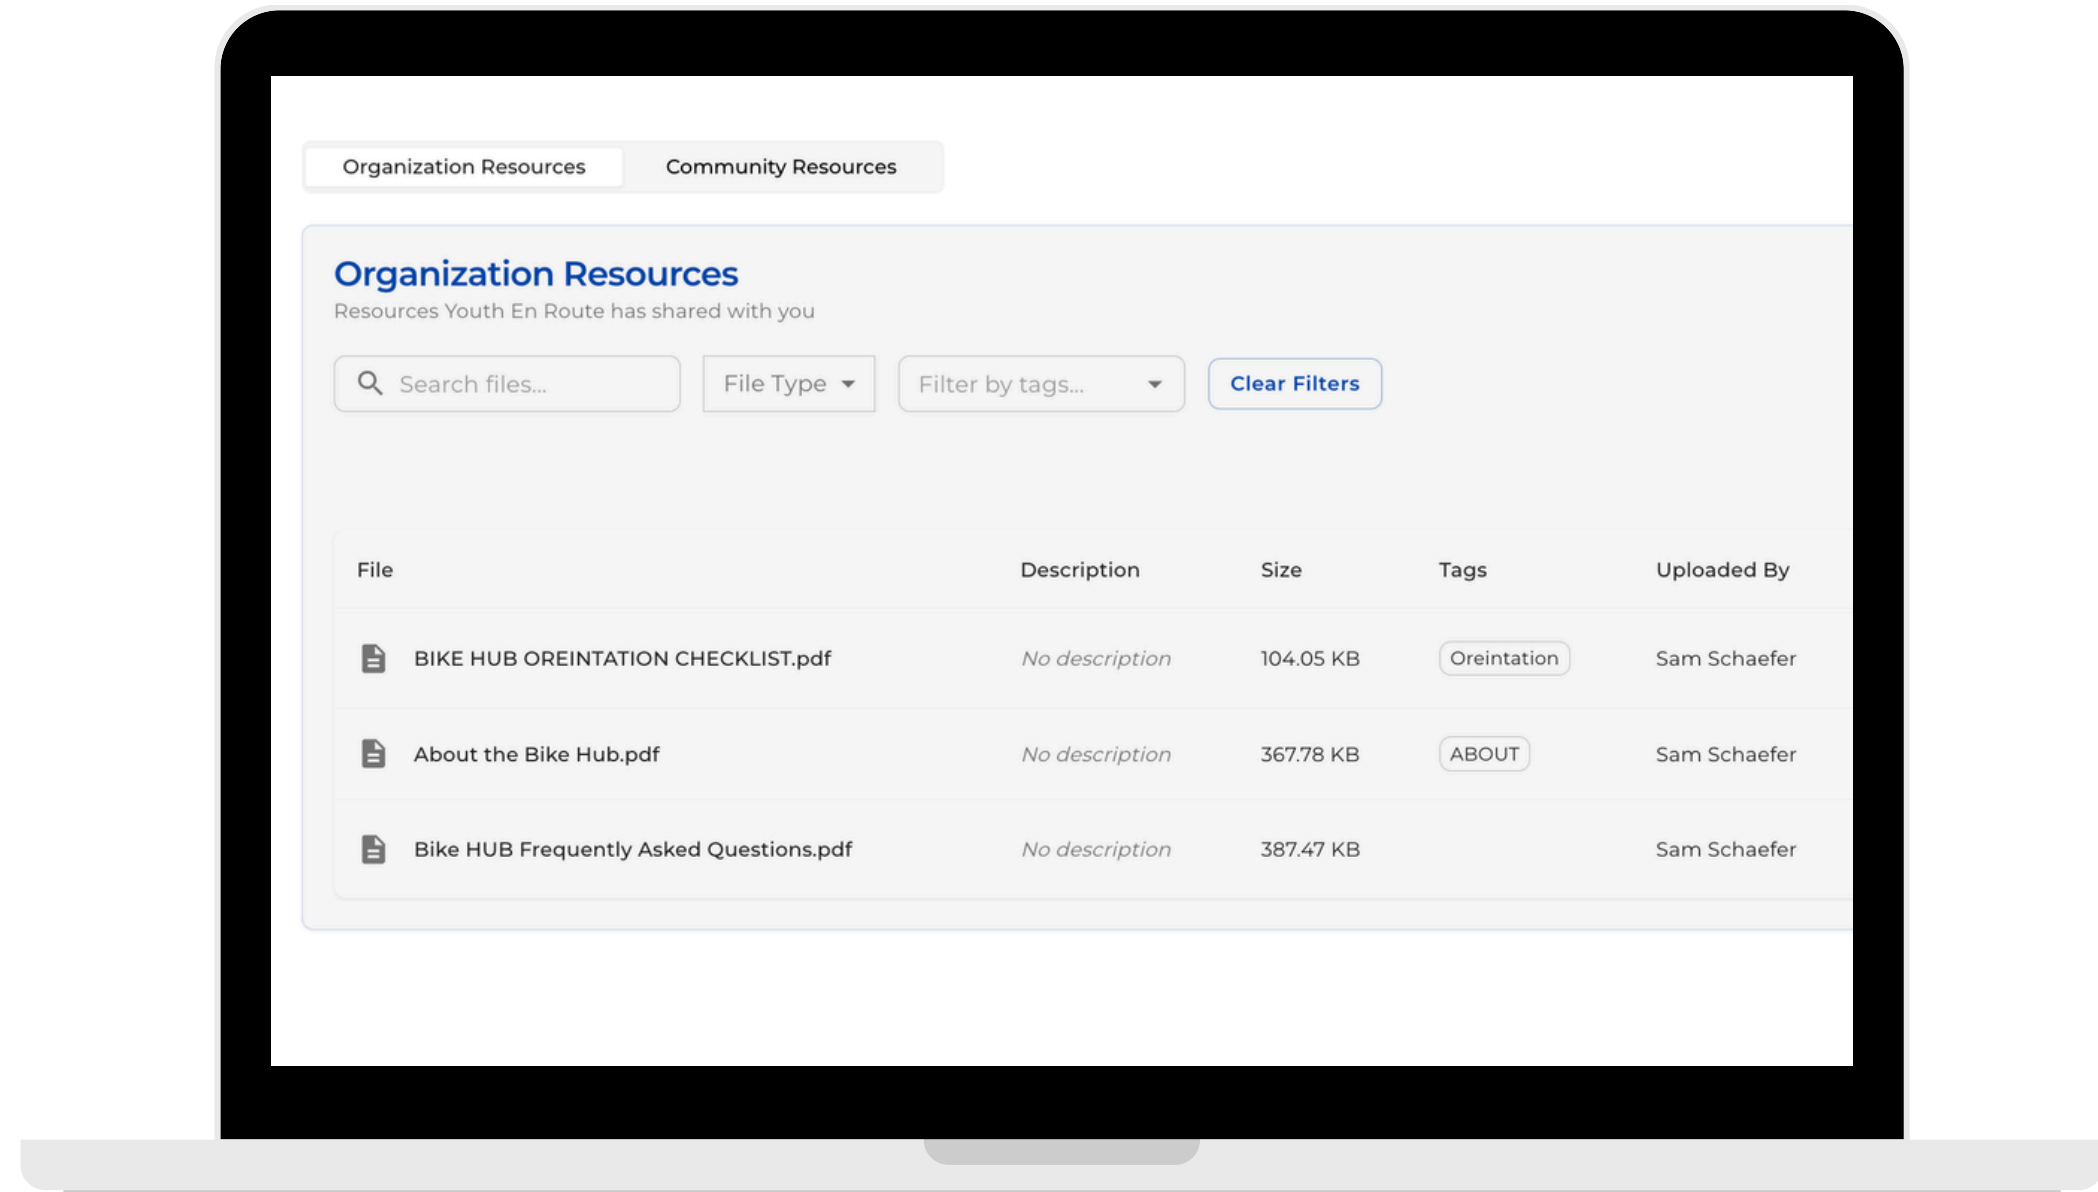 Organization Resources Community Resources
Organization Resources
Resources Youth En Route has shared with you
Search files... File Type Filter by tags... Clear Filters
File Description Size Tags Uploaded By
BIKE HUB OREINTATION CHECKLIST.pdf No description 104.05 KB Oreintation Sam Schaefer
About the Bike Hub.pdf No description 367.78 KB ABOUT Sam Schaefer
Bike HUB Frequently Asked Questions.pdf No description 387.47 KB Sam Schaefer